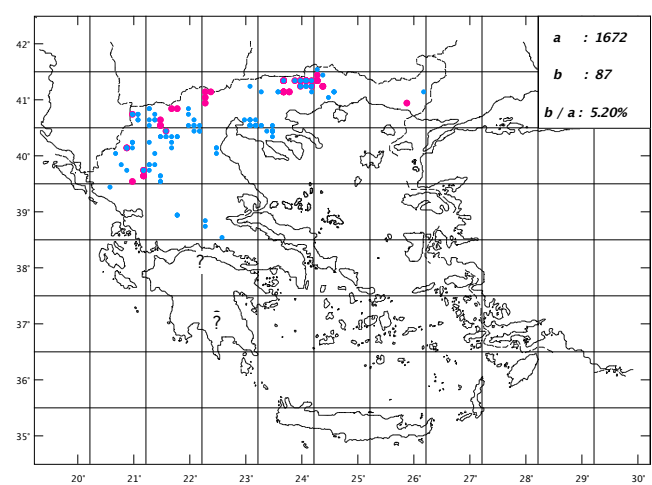 42'
a : 1672
b : 87
41'
b / a : 5.20%
40'
39'
?
38'
?
37'
36'
35'
20' 21' 22' 23' 24' 25' 26' 27' 28' 29' 30'